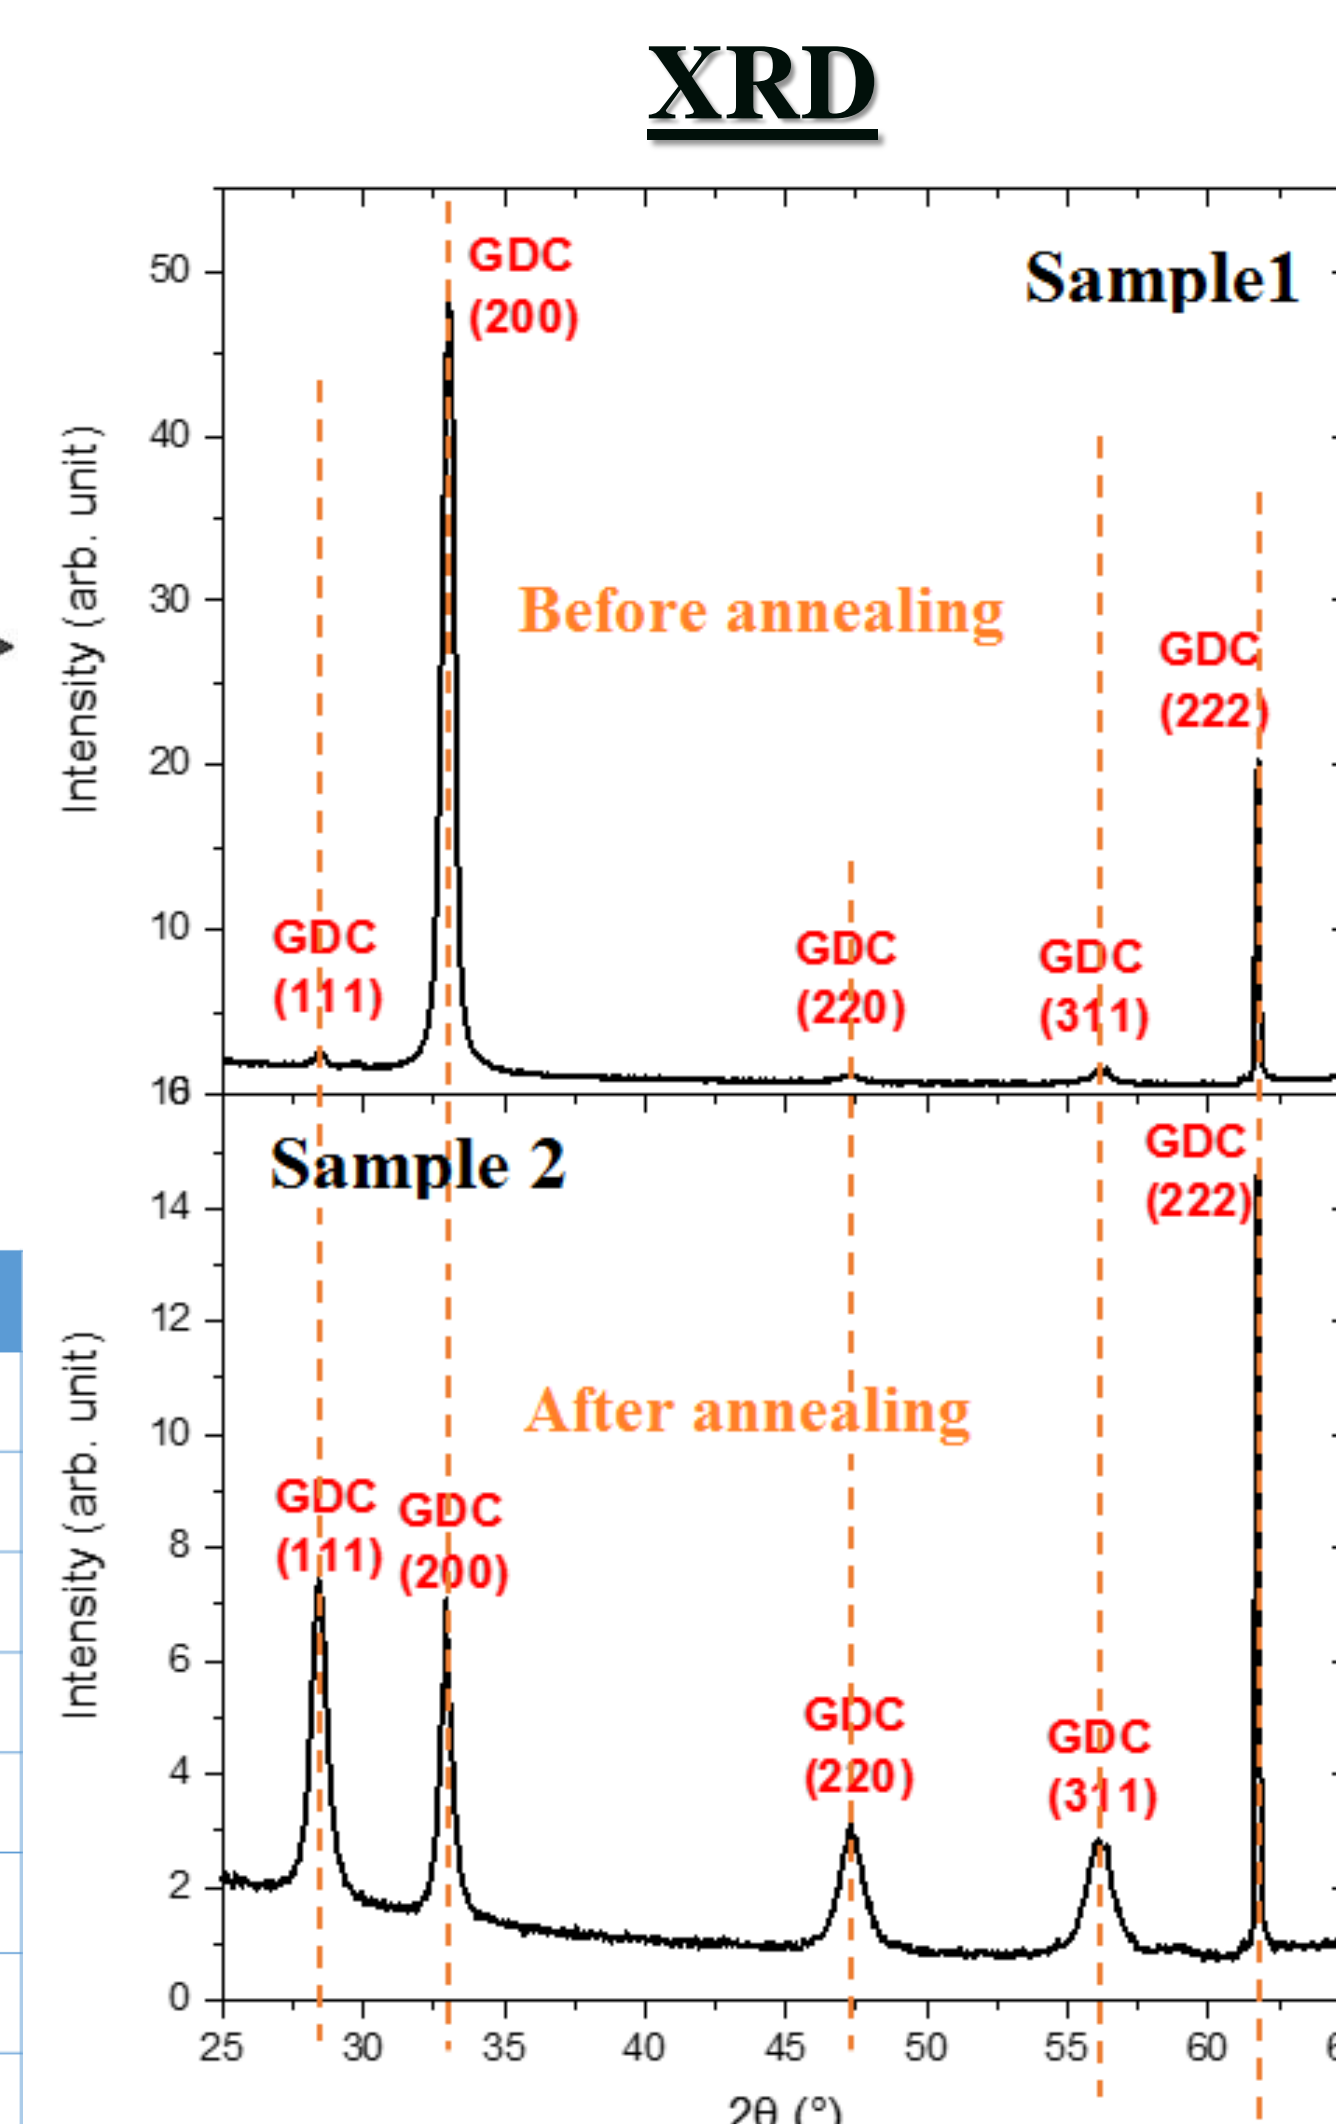 XRD
50
40
30
20
10
16
Intensity (arb. unit)
GDC
(200)
Sample1
Before annealing
GDC
(222)
GDC
(111)
GDC
(220)
GDC
(311)
Sample 2
GDC
(222)
14
12
10
8
6
4
2
0
Intensity (arb. unit)
After annealing
GDC
(111)
GDC
(200)
GDC
(220)
GDC
(311)
25 30 35 40 45 50 55 60
2θ (°)